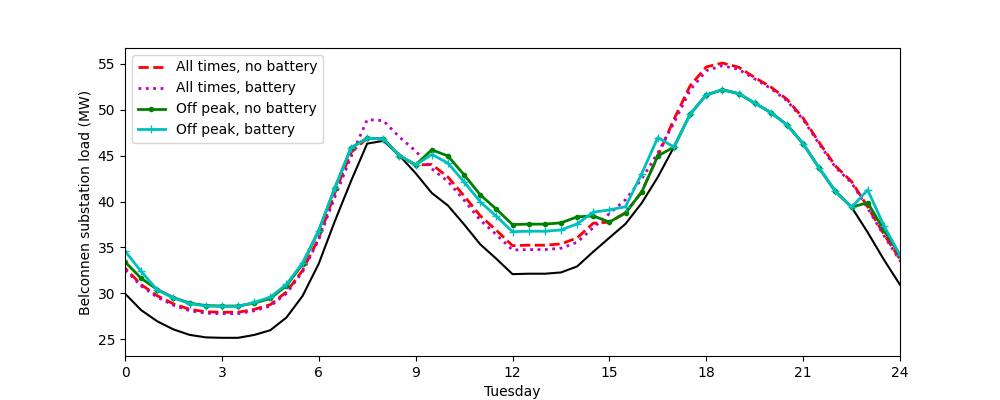 Belconnen substation load (MW)
55
50
45
40
35
30
25
All times, no battery
All times, battery
Off peak, no battery
Off peak, battery
0 3 6 9 12 15 18 21 24
Tuesday